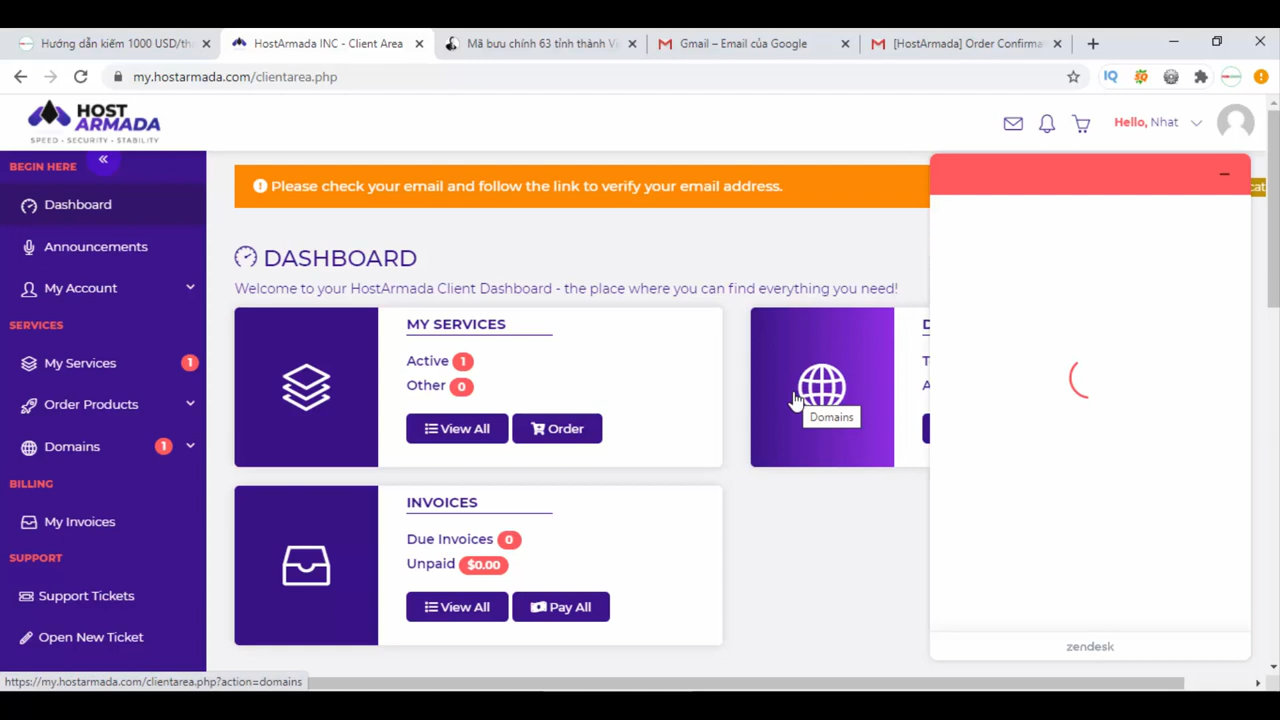 Hướng dẫn kiếm 1000 USD/th
HostArmada INC - Client Area
Mã bưu chính 63 tỉnh thành Vi
Gmail – Email của Google
[HostArmada] Order Confirma
my.hostarmada.com/clientarea.php
IQ
HOST
ARMADA
SPEED - SECURITY - STABILITY
Hello, Nhat
BEGIN HERE
Dashboard
Announcements
My Account
SERVICES
My Services 1
Order Products
Domains 1
BILLING
My Invoices
SUPPORT
Support Tickets
Open New Ticket
Please check your email and follow the link to verify your email address.
cat
DASHBOARD
Welcome to your HostArmada Client Dashboard - the place where you can find everything you need!
MY SERVICES
Active 1
Other 0
View All
Order
D
T
A
Domains
INVOICES
Due Invoices 0
Unpaid $0.00
View All
Pay All
zendesk
https://my.hostarmada.com/clientarea.php?action=domains